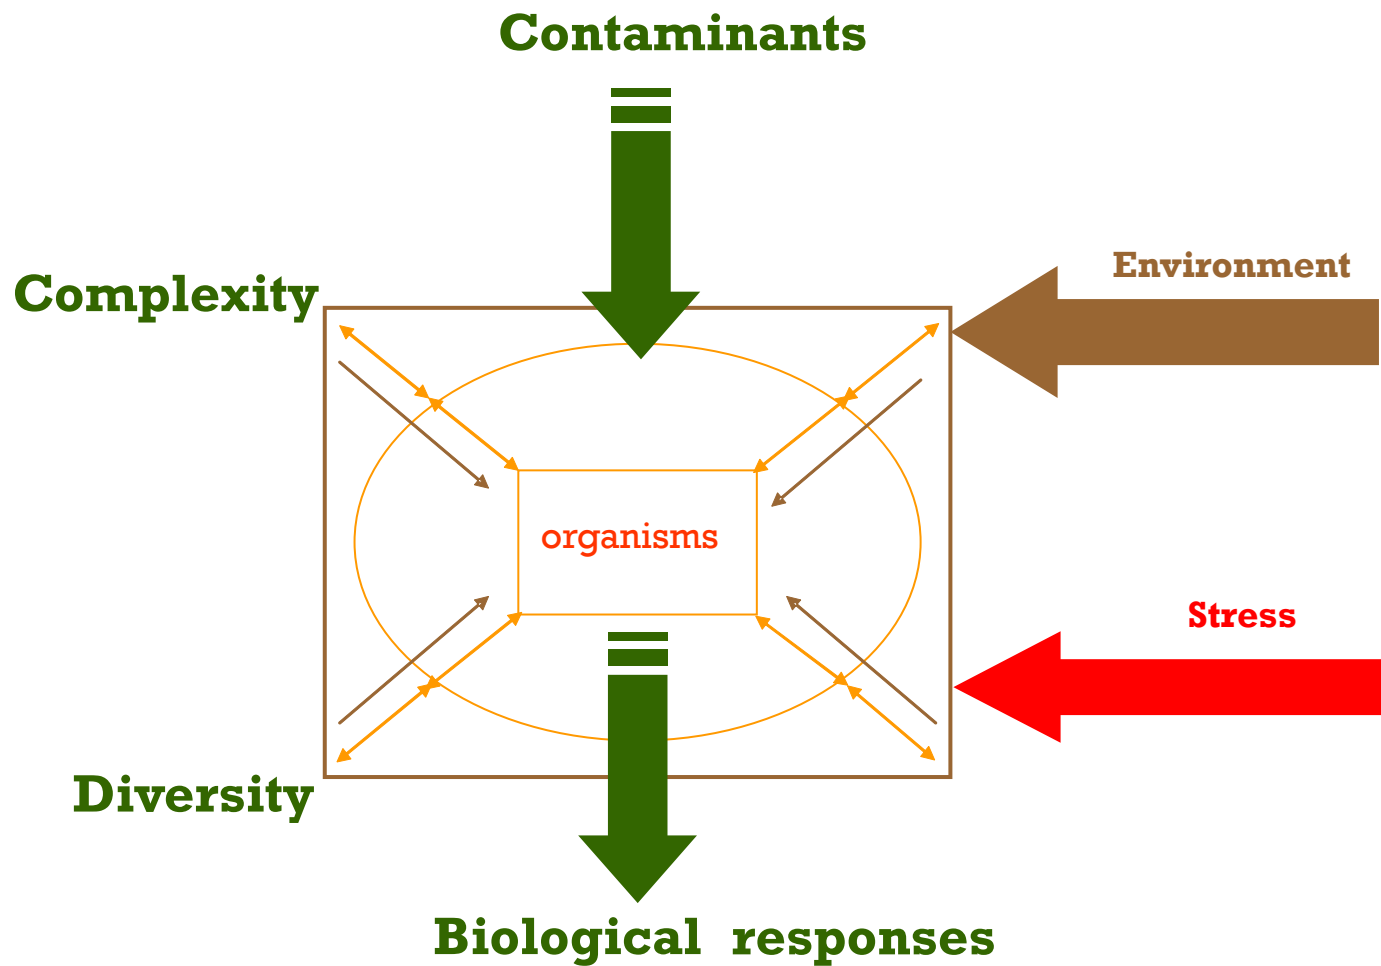 Contaminants
Environment
Complexity
organisms
Stress
Diversity
Biological responses